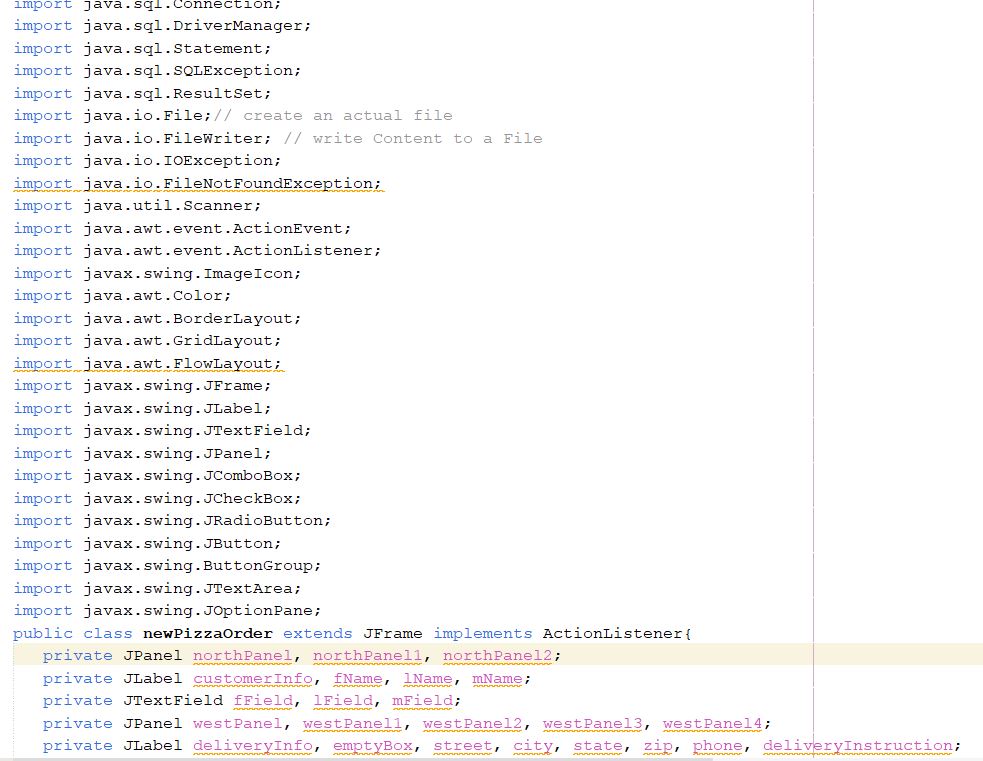 import java.sql.Connection;
import java.sql.DriverManager;
import java.sql.Statement;
import java.sql.SQLException;
import java.sql.ResultSet;
import java.io.File;// create an actual file
import java.io.FileWriter; // write Content to a File
import java.io.IOException;
import java.io.FileNotFoundException;
import java.util.Scanner;
import java.awt.event.ActionEvent;
import java.awt.event.ActionListener;
import javax.swing.ImageIcon;
import java.awt.Color;
import java.awt.BorderLayout;
import java.awt.GridLayout;
import java.awt.FlowLayout;
import javax.swing.JFrame;
import javax.swing.JLabel;
import javax.swing.JTextField;
import javax.swing.JPanel;
import javax.swing.JComboBox;
import javax.swing.JCheckBox;
import javax.swing.JRadioButton;
import javax.swing.JButton;
import javax.swing.ButtonGroup;
import javax.swing.JTextArea;
import javax.swing.JOptionPane;
public class newPizzaOrder extends JFrame implements ActionListener{
private JPanel northPanel, northPanel1, northPanel2;
private JLabel customerInfo, fName, lName, mName;
private JTextField fField, lField, mField;
private JPanel westPanel, westPanel1, westPanel2, westPanel3, westPanel4;
private JLabel deliveryInfo, emptyBox, street, city, state, zip, phone, deliveryInstruction;